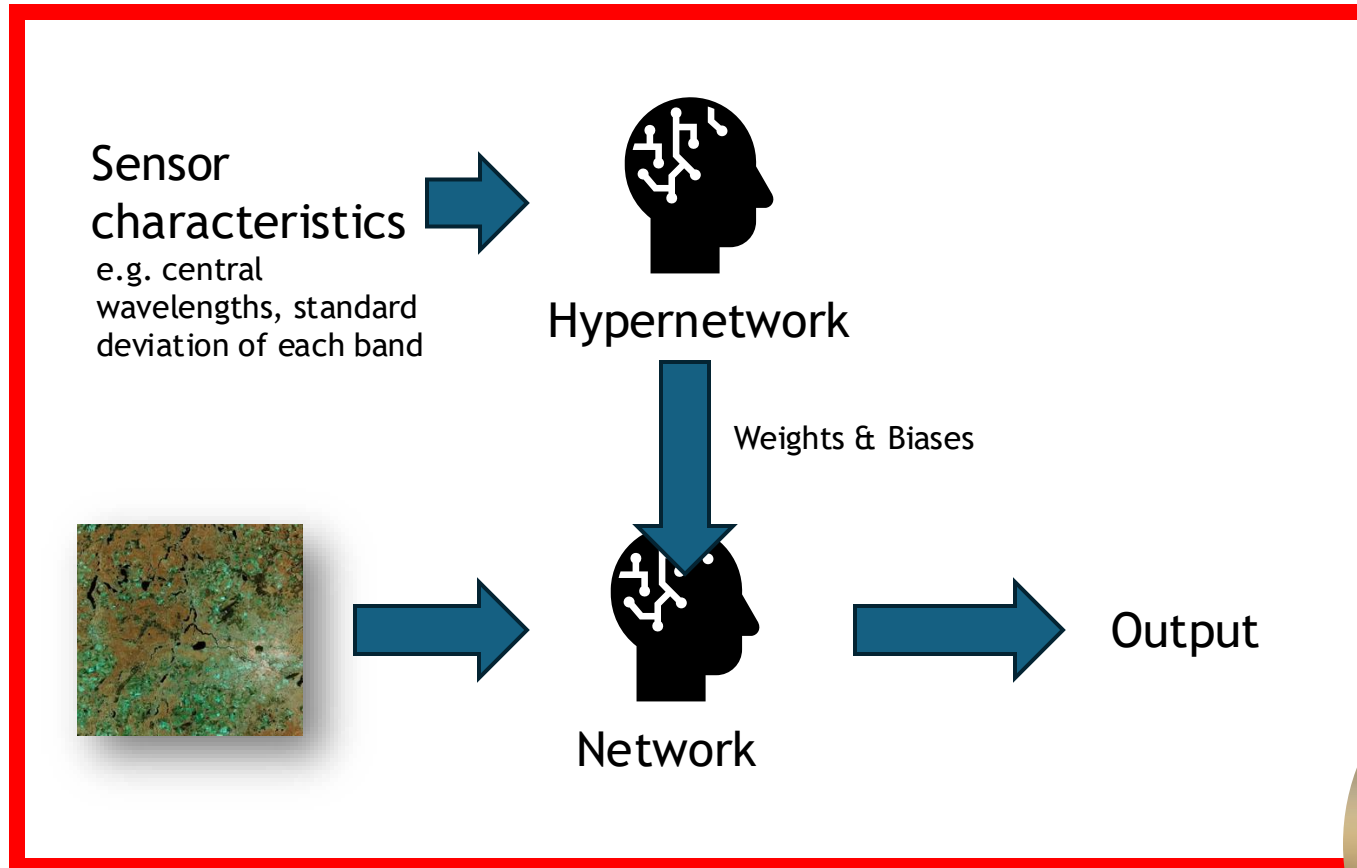 Sensor
characteristics
e.g. central
wavelengths, standard
deviation of each band
Hypernetwork
Weights & Biases
Output
Network